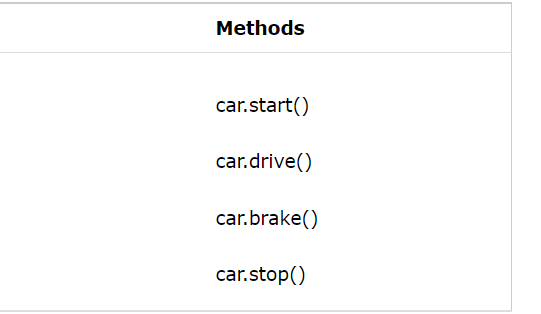 Methods
car.start()
car.drive()
car.brake()
car.stop()